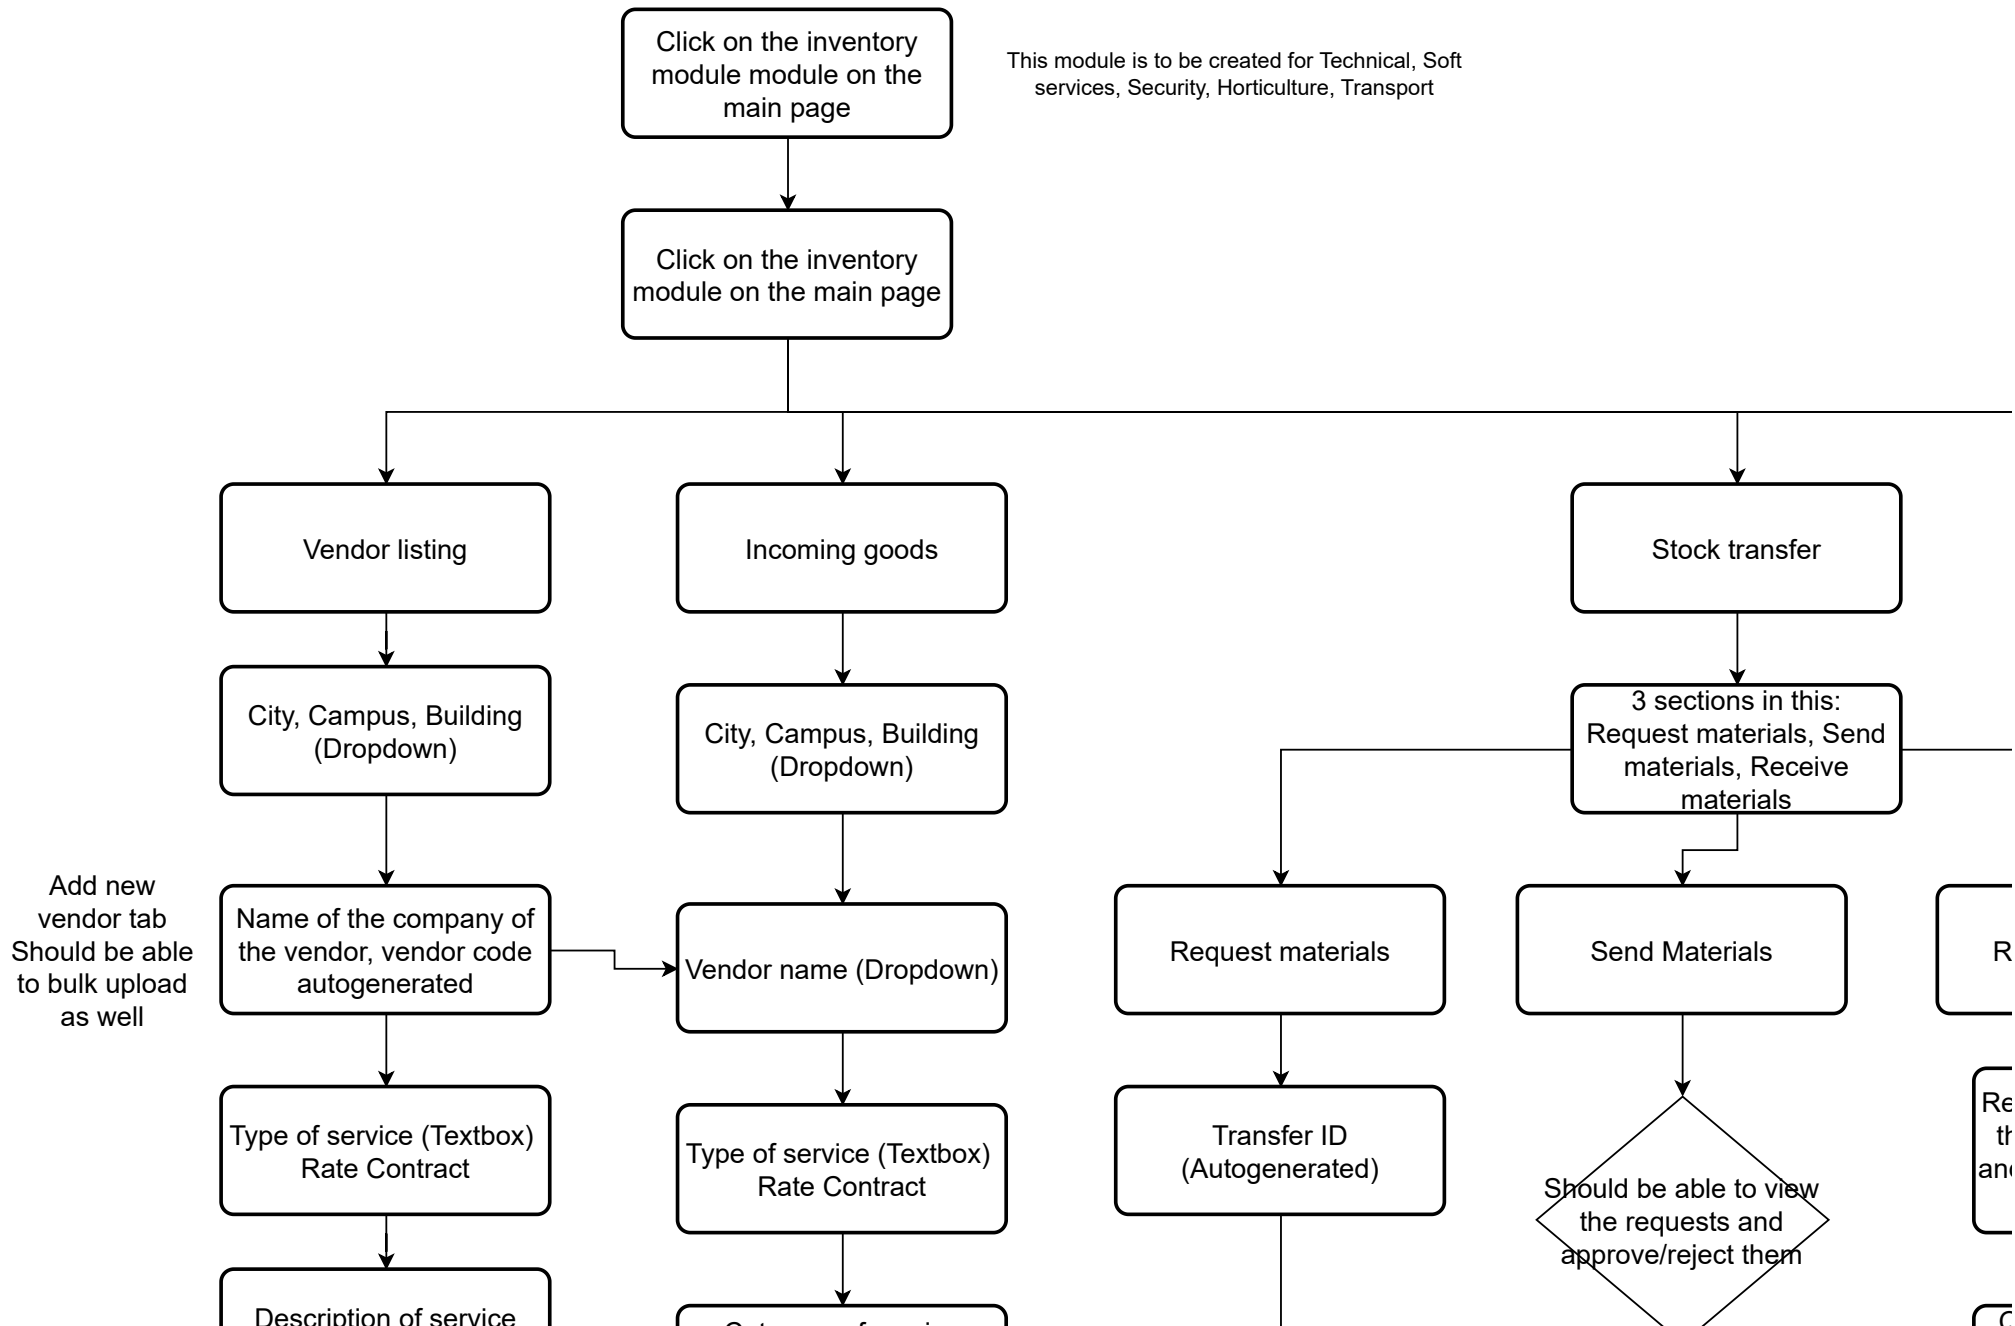 Click on the inventory
module module on the
main page
This module is to be created for Technical, Soft
services, Security, Horticulture, Transport
Click on the inventory
module on the main page
Vendor listing
Incoming goods
Stock transfer
City, Campus, Building
(Dropdown)
City, Campus, Building
(Dropdown)
3 sections in this:
Request materials, Send
materials, Receive
materials
Add new
vendor tab
Should be able
to bulk upload
as well
Name of the company of
the vendor, vendor code
autogenerated
Vendor name (Dropdown)
Request materials
Send Materials
Type of service (Textbox)
Rate Contract
Type of service (Textbox)
Rate Contract
Transfer ID
(Autogenerated)
Should be able to view
the requests and
approve/reject them
Description of service